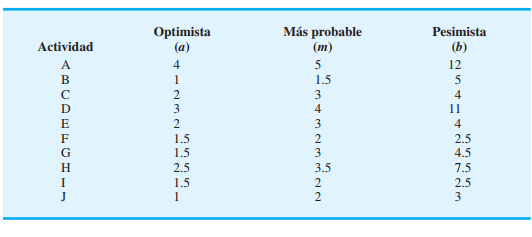 Optimista Más probable Pesimista
Actividad (a) (m) (b)
A 4 5 12
B 1 1.5 5
C 2 3 4
D 3 4 11
E 2 3 4
F 1.5 2 2.5
G 1.5 3 4.5
H 2.5 3.5 7.5
I 1.5 2 2.5
J 1 2 3